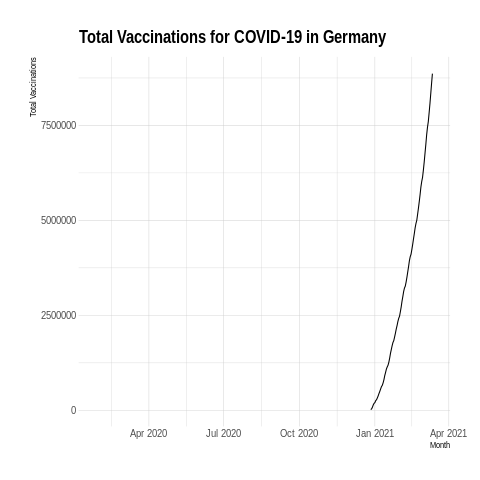 Total Vaccinations for COVID-19 in Germany
Total Vaccinations
7500000
5000000
2500000
0
Apr 2020 Jul 2020 Oct 2020 Jan 2021 Apr 2021
Month